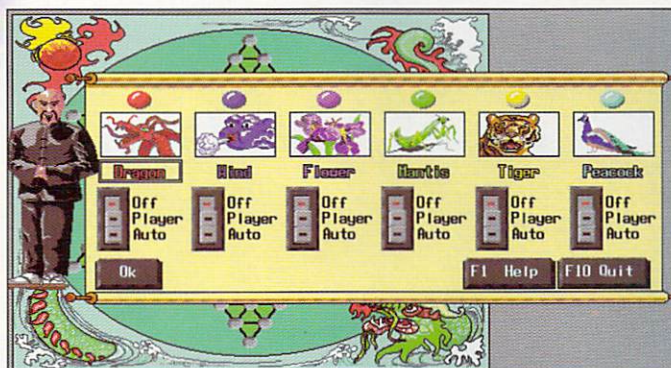 Dragon Wind Flower Mantis Tiger Peacock
Off Off Off Off Off Off
Player Player Player Player Player Player
Auto Auto Auto Auto Auto Auto
Ok F1 Help F10 Quit